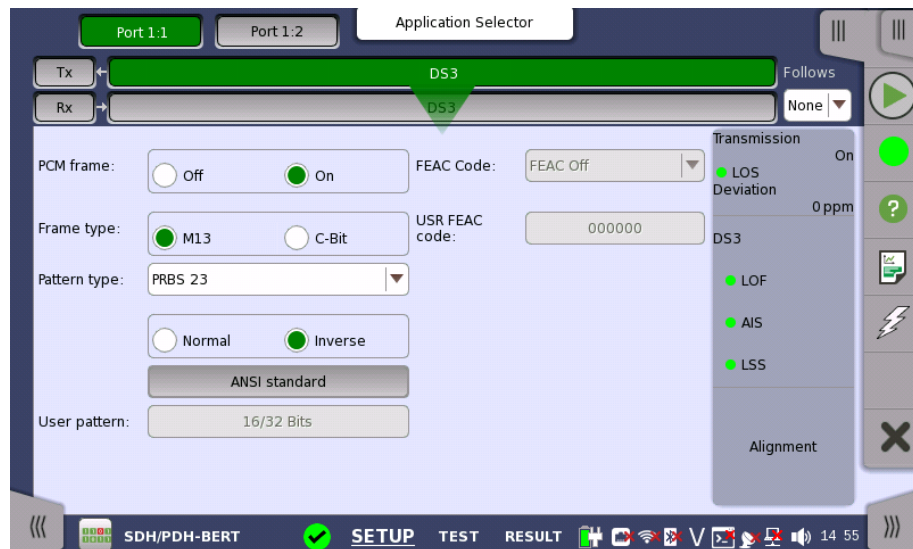 Port 1:1
Port 1:2
Application Selector
Tx
DS3
Follows
Rx
DS3
None
PCM frame:
Off
On
FEAC Code:
FEAC Off
Frame type:
M13
C-Bit
USR FEAC
code:
000000
Pattern type:
PRBS 23
Normal
Inverse
ANSI standard
User pattern:
16/32 Bits
Transmission
On
LOS
Deviation
0 ppm
DS3
LOF
AIS
LSS
Alignment
SDH/PDH-BERT
SETUP
TEST
RESULT
V
14 55